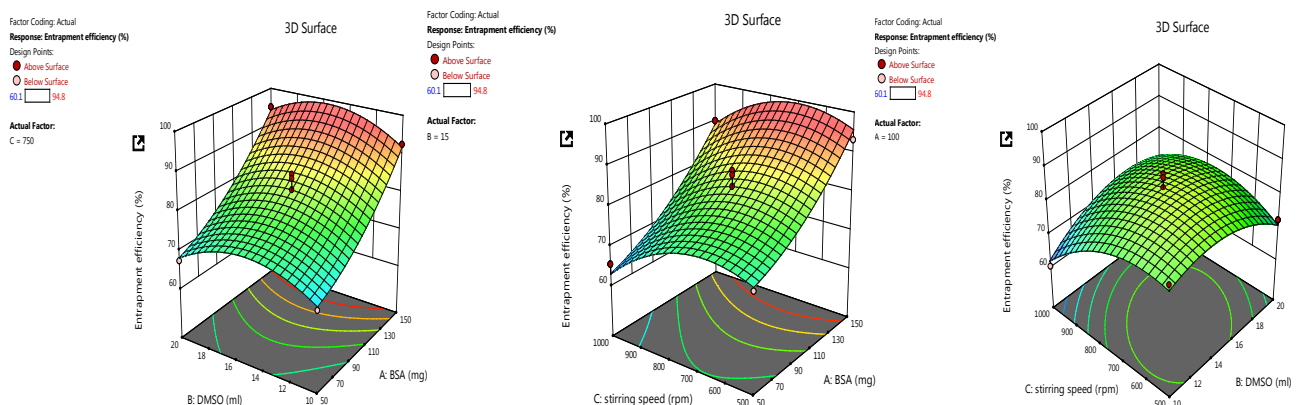 Factor Coding: Actual
Response: Entrapment efficiency (%)
Design Points:
Above Surface
Below Surface
60.1 94.8
Actual Factor:
C = 750
3D Surface
100
90
80
70
60
Entrapment efficiency (%)
20
18
16
14
12
10
B: DMSO (ml)
50
70
90
110
130
150
A: BSA (mg)
Factor Coding: Actual
Response: Entrapment efficiency (%)
Design Points:
Above Surface
Below Surface
60.1 94.8
Actual Factor:
B = 15
3D Surface
100
90
80
70
60
Entrapment efficiency (%)
1000
900
800
700
600
500
C: stirring speed (rpm)
50
70
90
110
130
150
A: BSA (mg)
Factor Coding: Actual
Response: Entrapment efficiency (%)
Design Points:
Above Surface
Below Surface
60.1 94.8
Actual Factor:
A = 100
3D Surface
100
90
80
70
60
Entrapment efficiency (%)
1000
900
800
700
600
500
C: stirring speed (rpm)
10
12
14
16
18
20
B: DMSO (ml)